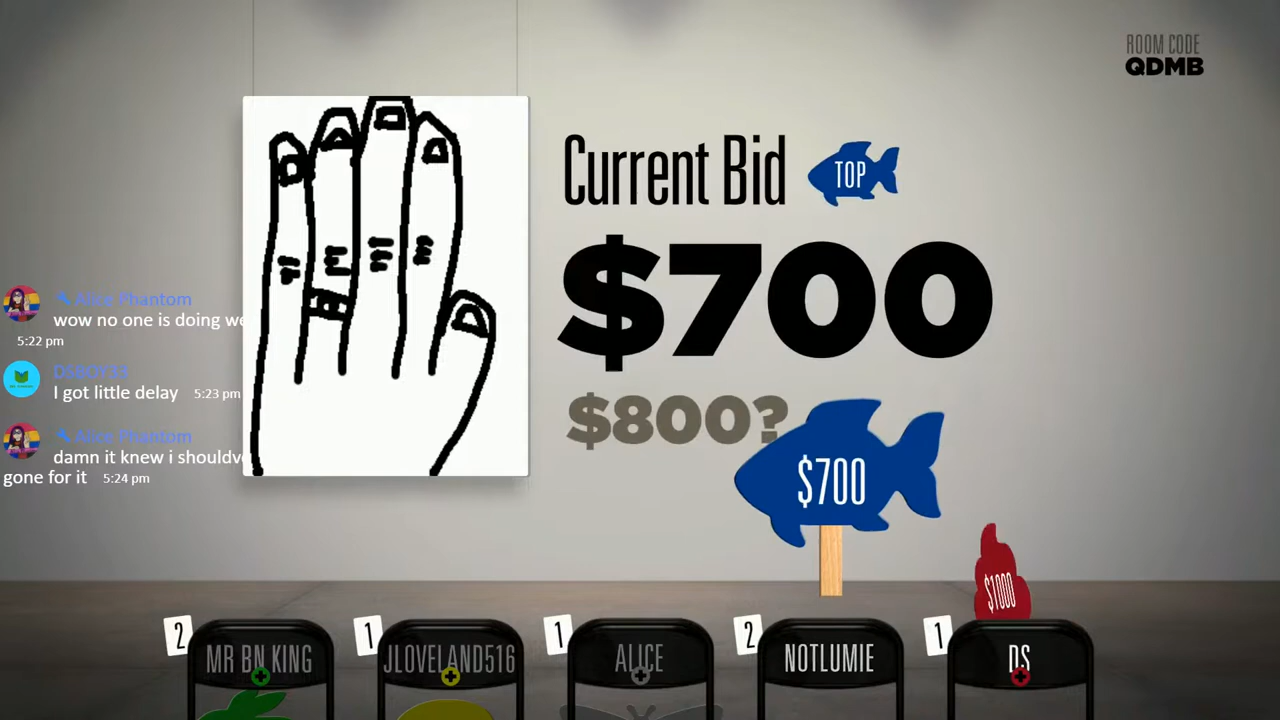 ROOM CODE
QDMB
Current Bid
TOP
$700
$800?
$700
$1000
Alice Phantom
wow no one is doing we
5:22 pm
DSBOY33
I got little delay 5:23 pm
Alice Phantom
damn it knew i shouldv
gone for it 5:24 pm
2
MR BN KING
1
JLOVELAND516
1
ALICE
2
NOTLUMIE
1
DS